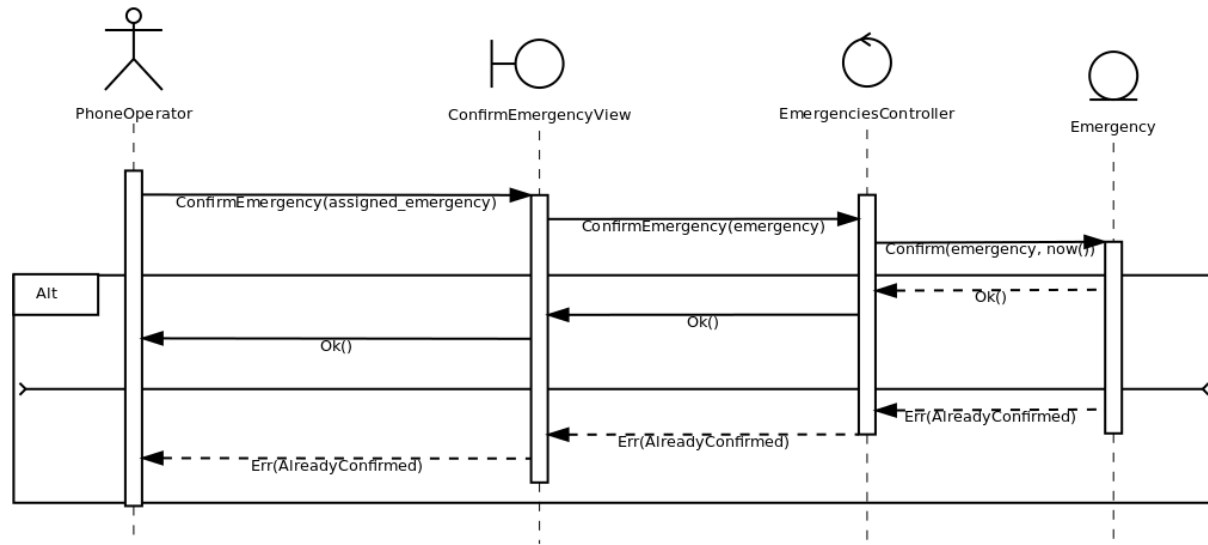 PhoneOperator
ConfirmEmergencyView
EmergenciesController
Emergency
ConfirmEmergency(assigned_emergency)
ConfirmEmergency(emergency)
Confirm(emergency, now())
Alt
Ok()
Ok()
Ok()
Err(AlreadyConfirmed)
Err(AlreadyConfirmed)
Err(AlreadyConfirmed)